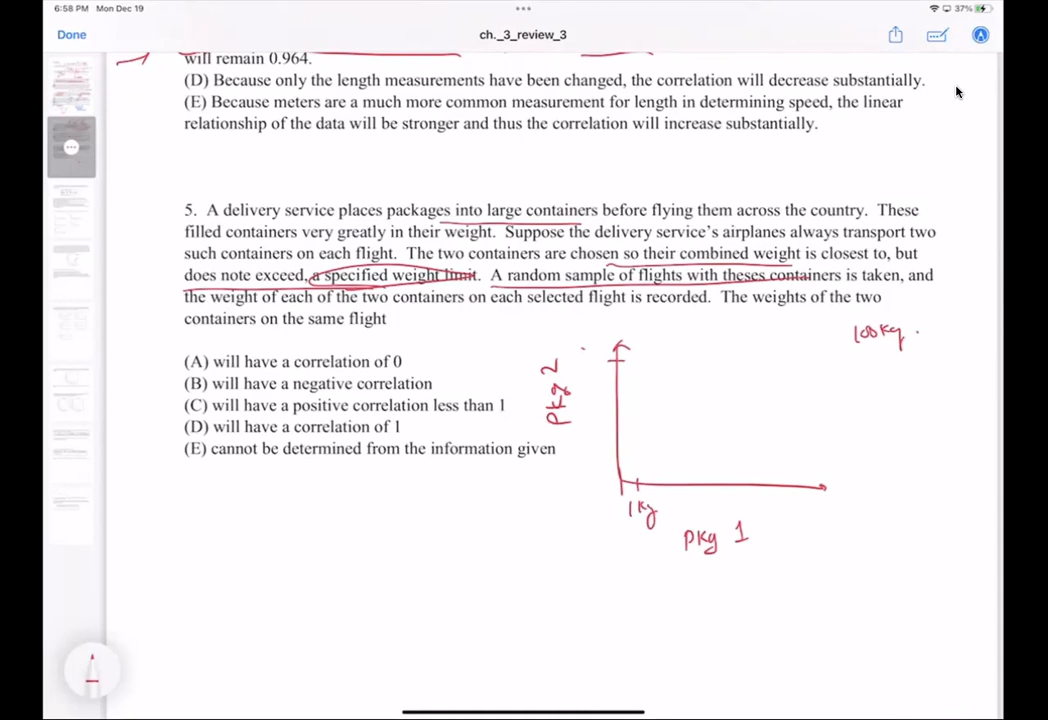 6:58 PM Mon Dec 19
37%
Done
ch._3_review_3
will remain 0.964.
(D) Because only the length measurements have been changed, the correlation will decrease substantially.
(E) Because meters are a much more common measurement for length in determining speed, the linear
relationship of the data will be stronger and thus the correlation will increase substantially.
5. A delivery service places packages into large containers before flying them across the country. These
filled containers very greatly in their weight. Suppose the delivery service's airplanes always transport two
such containers on each flight. The two containers are chosen so their combined weight is closest to, but
does note exceed, a specified weight limit. A random sample of flights with theses containers is taken, and
the weight of each of the two containers on each selected flight is recorded. The weights of the two
containers on the same flight
100Kg
(A) will have a correlation of 0
(B) will have a negative correlation
(C) will have a positive correlation less than 1
(D) will have a correlation of 1
(E) cannot be determined from the information given
Pkg 2
1Kg
PKg 1